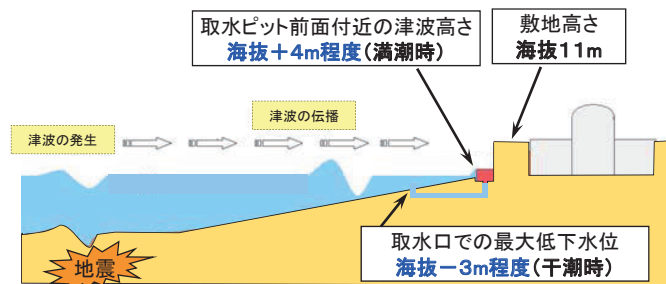 取水ピット前面付近の津波高さ
海抜+4m程度(満潮時)
敷地高さ
海抜11m
津波の発生
津波の伝播
取水口での最大低下水位
海抜-3m程度(干潮時)
地震